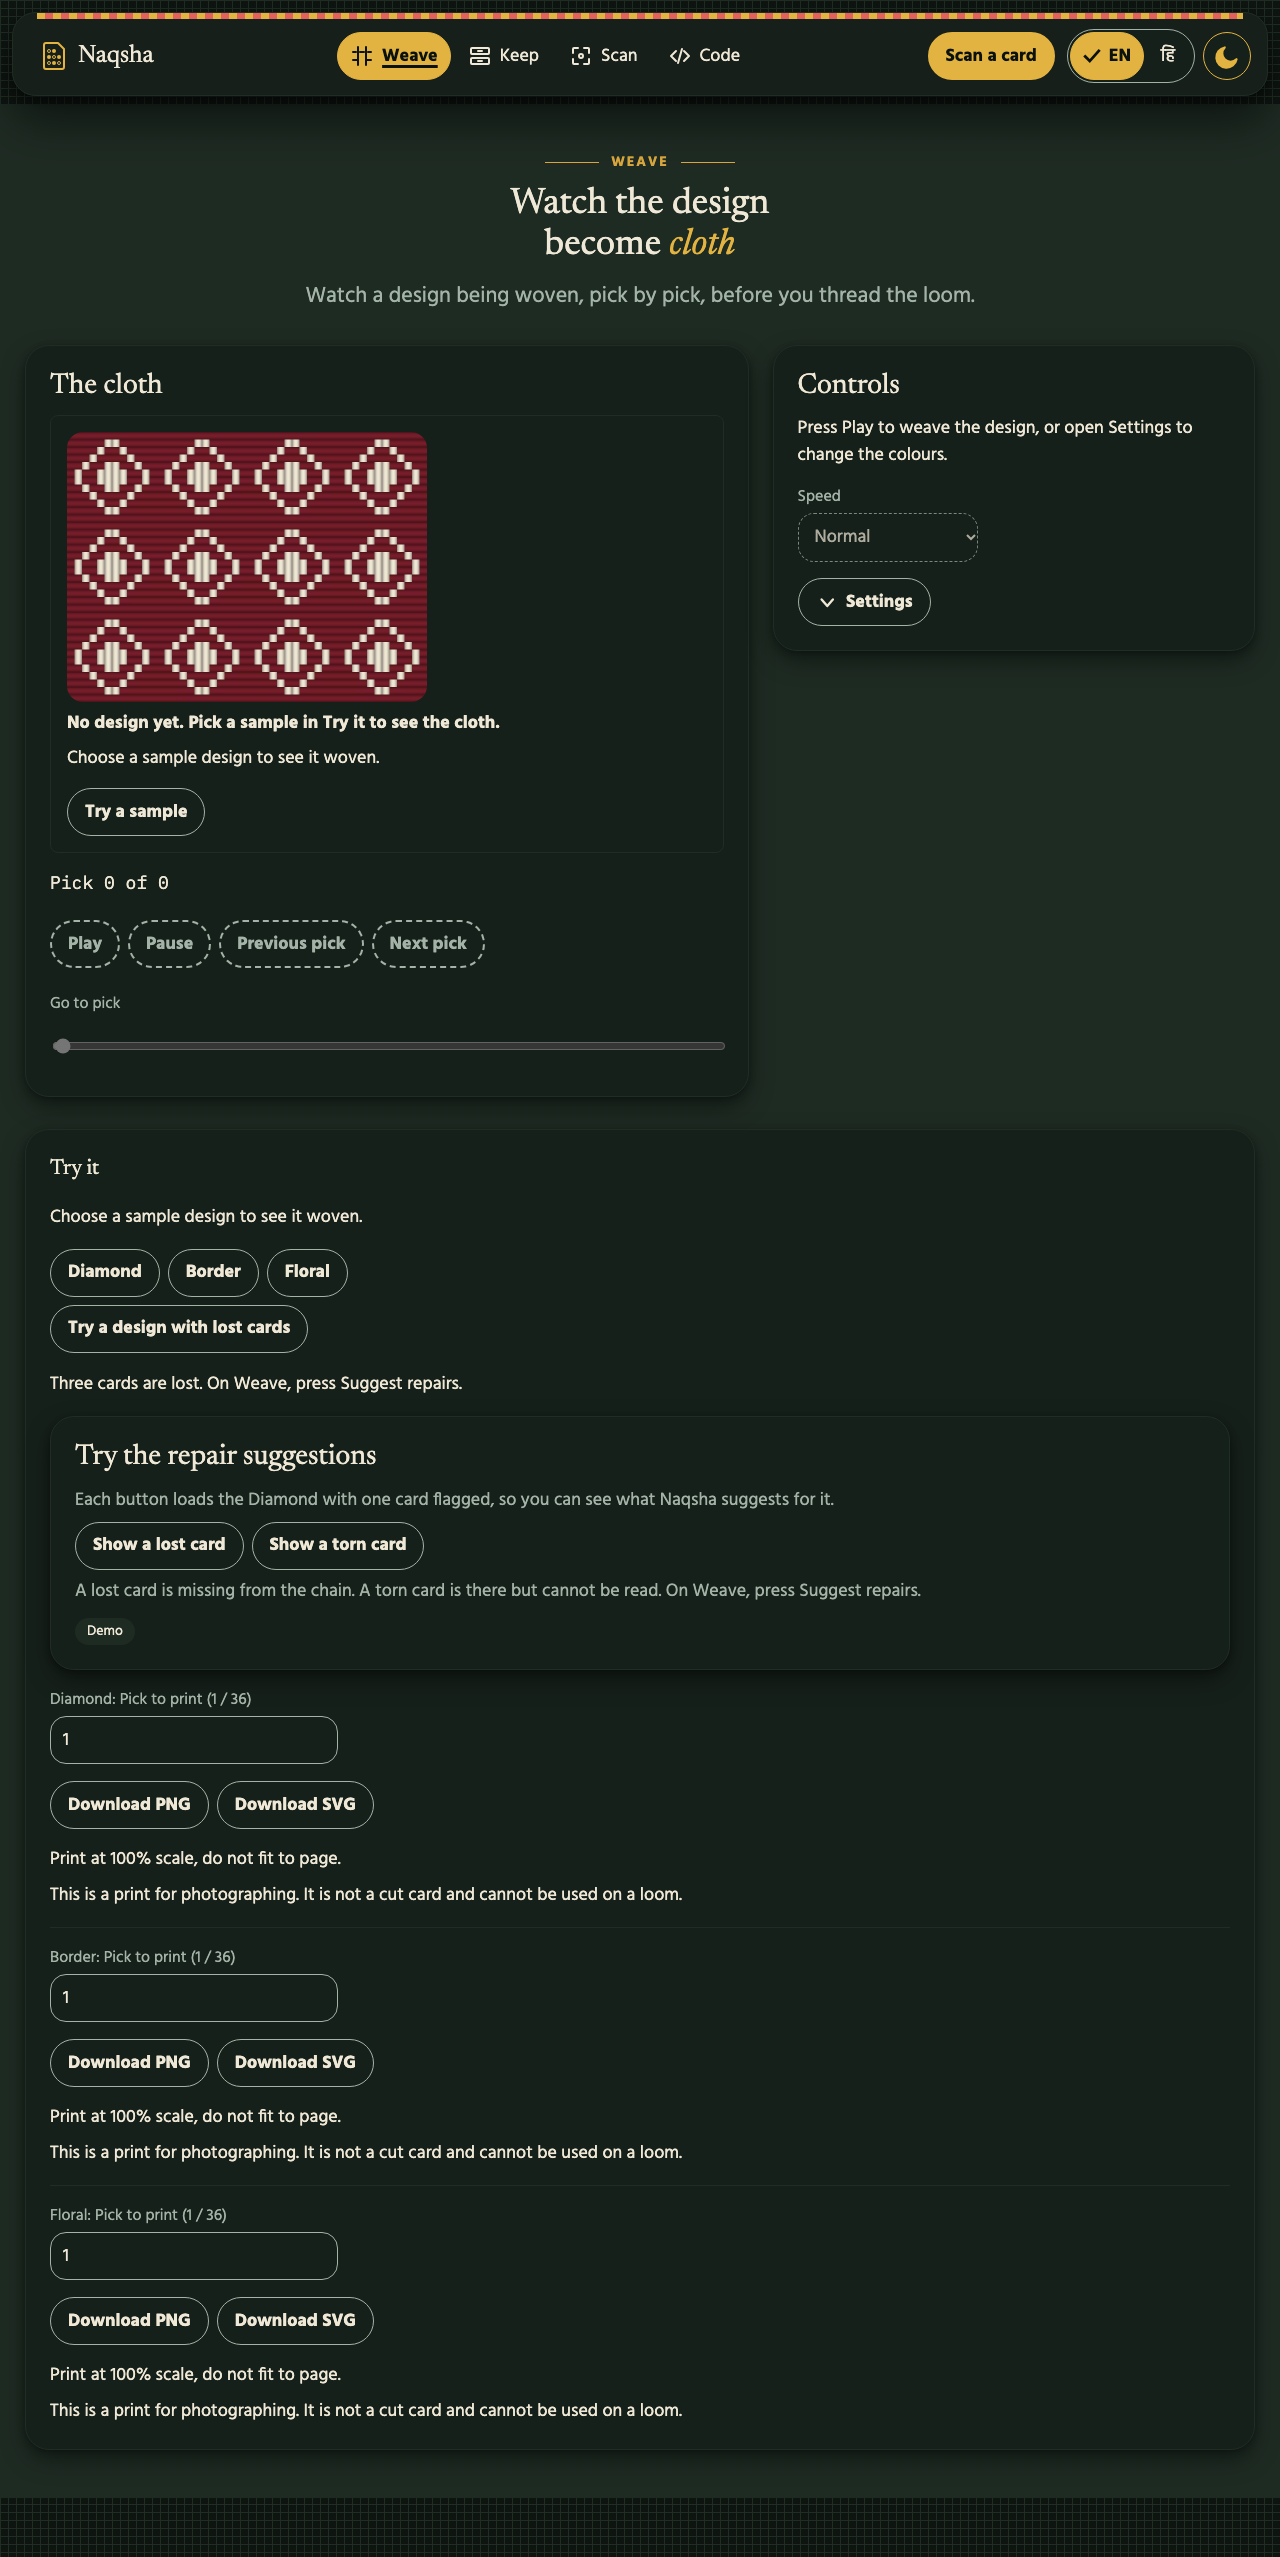 Naqsha
Weave
Keep
Scan
Code
Scan a card
EN
हि
WEAVE
Watch the design
become cloth
Watch a design being woven, pick by pick, before you thread the loom.
The cloth
No design yet. Pick a sample in Try it to see the cloth.
Choose a sample design to see it woven.
Try a sample
Pick 0 of 0
Play
Pause
Previous pick
Next pick
Go to pick
Controls
Press Play to weave the design, or open Settings to
change the colours.
Speed
Normal
Settings
Try it
Choose a sample design to see it woven.
Diamond
Border
Floral
Try a design with lost cards
Three cards are lost. On Weave, press Suggest repairs.
Try the repair suggestions
Each button loads the Diamond with one card flagged, so you can see what Naqsha suggests for it.
Show a lost card
Show a torn card
A lost card is missing from the chain. A torn card is there but cannot be read. On Weave, press Suggest repairs.
Demo
Diamond: Pick to print (1 / 36)
1
Download PNG
Download SVG
Print at 100% scale, do not fit to page.
This is a print for photographing. It is not a cut card and cannot be used on a loom.
Border: Pick to print (1 / 36)
1
Download PNG
Download SVG
Print at 100% scale, do not fit to page.
This is a print for photographing. It is not a cut card and cannot be used on a loom.
Floral: Pick to print (1 / 36)
1
Download PNG
Download SVG
Print at 100% scale, do not fit to page.
This is a print for photographing. It is not a cut card and cannot be used on a loom.